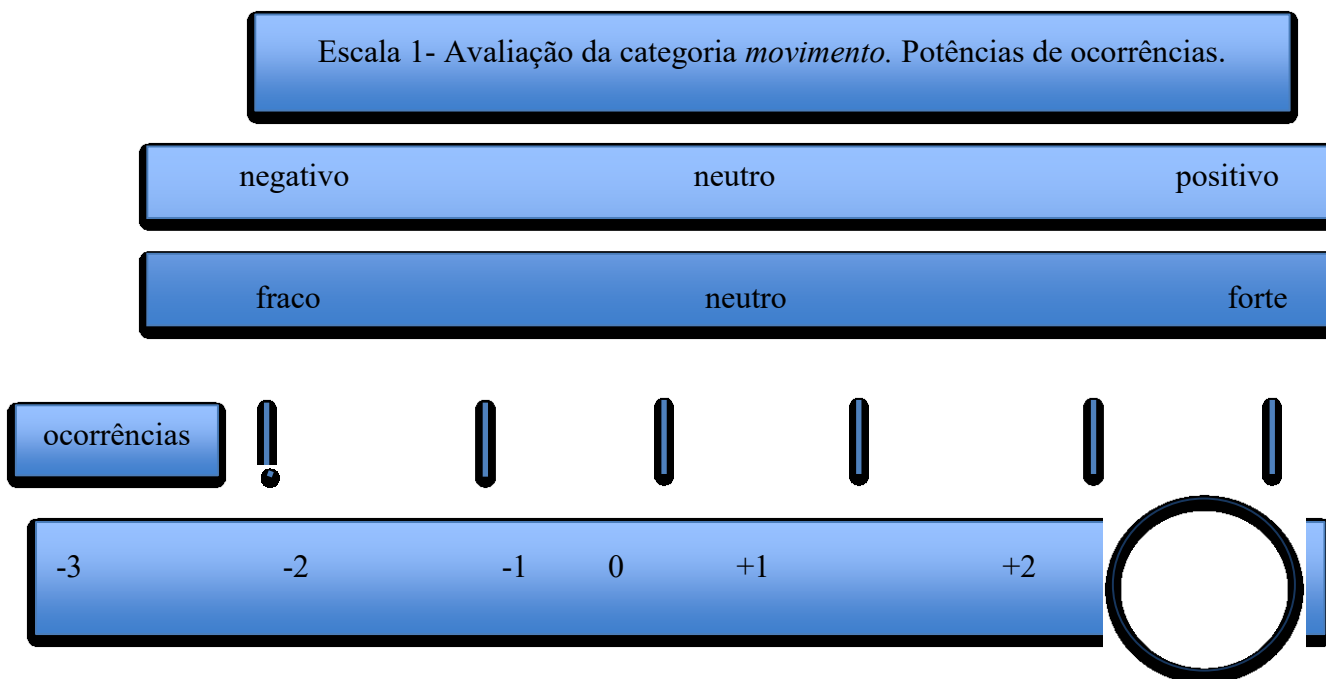 Escala 1- Avaliação da categoria movimento. Potências de ocorrências.
negativo neutro positivo
fraco neutro forte
ocorrências
-3 -2 -1 0 +1 +2